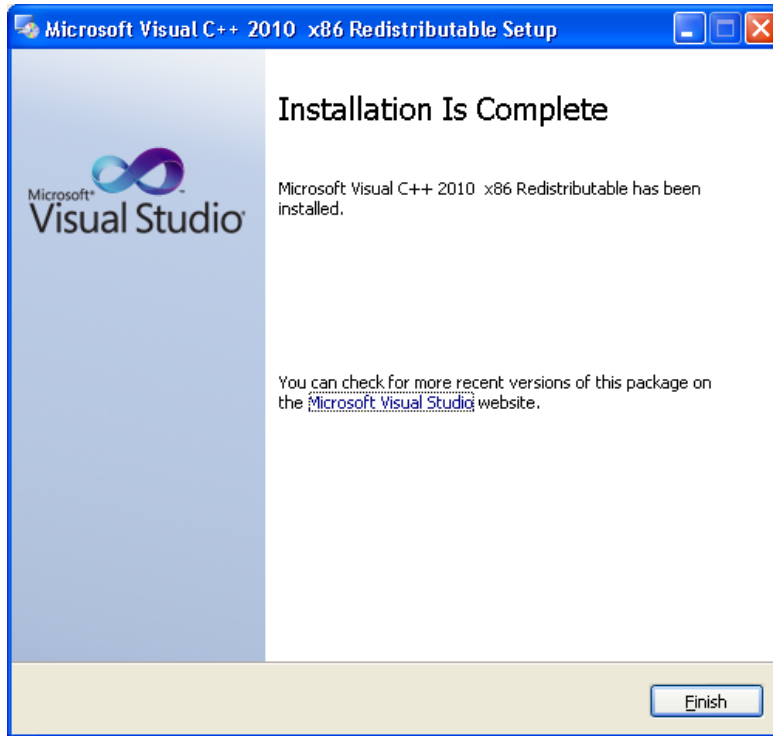 Microsoft Visual C++ 2010  x86 Redistributable Setup
Installation Is Complete
Microsoft Visual C++ 2010  x86 Redistributable has been
installed.
Microsoft®
Visual Studio®
You can check for more recent versions of this package on
the Microsoft Visual Studio website.
Finish